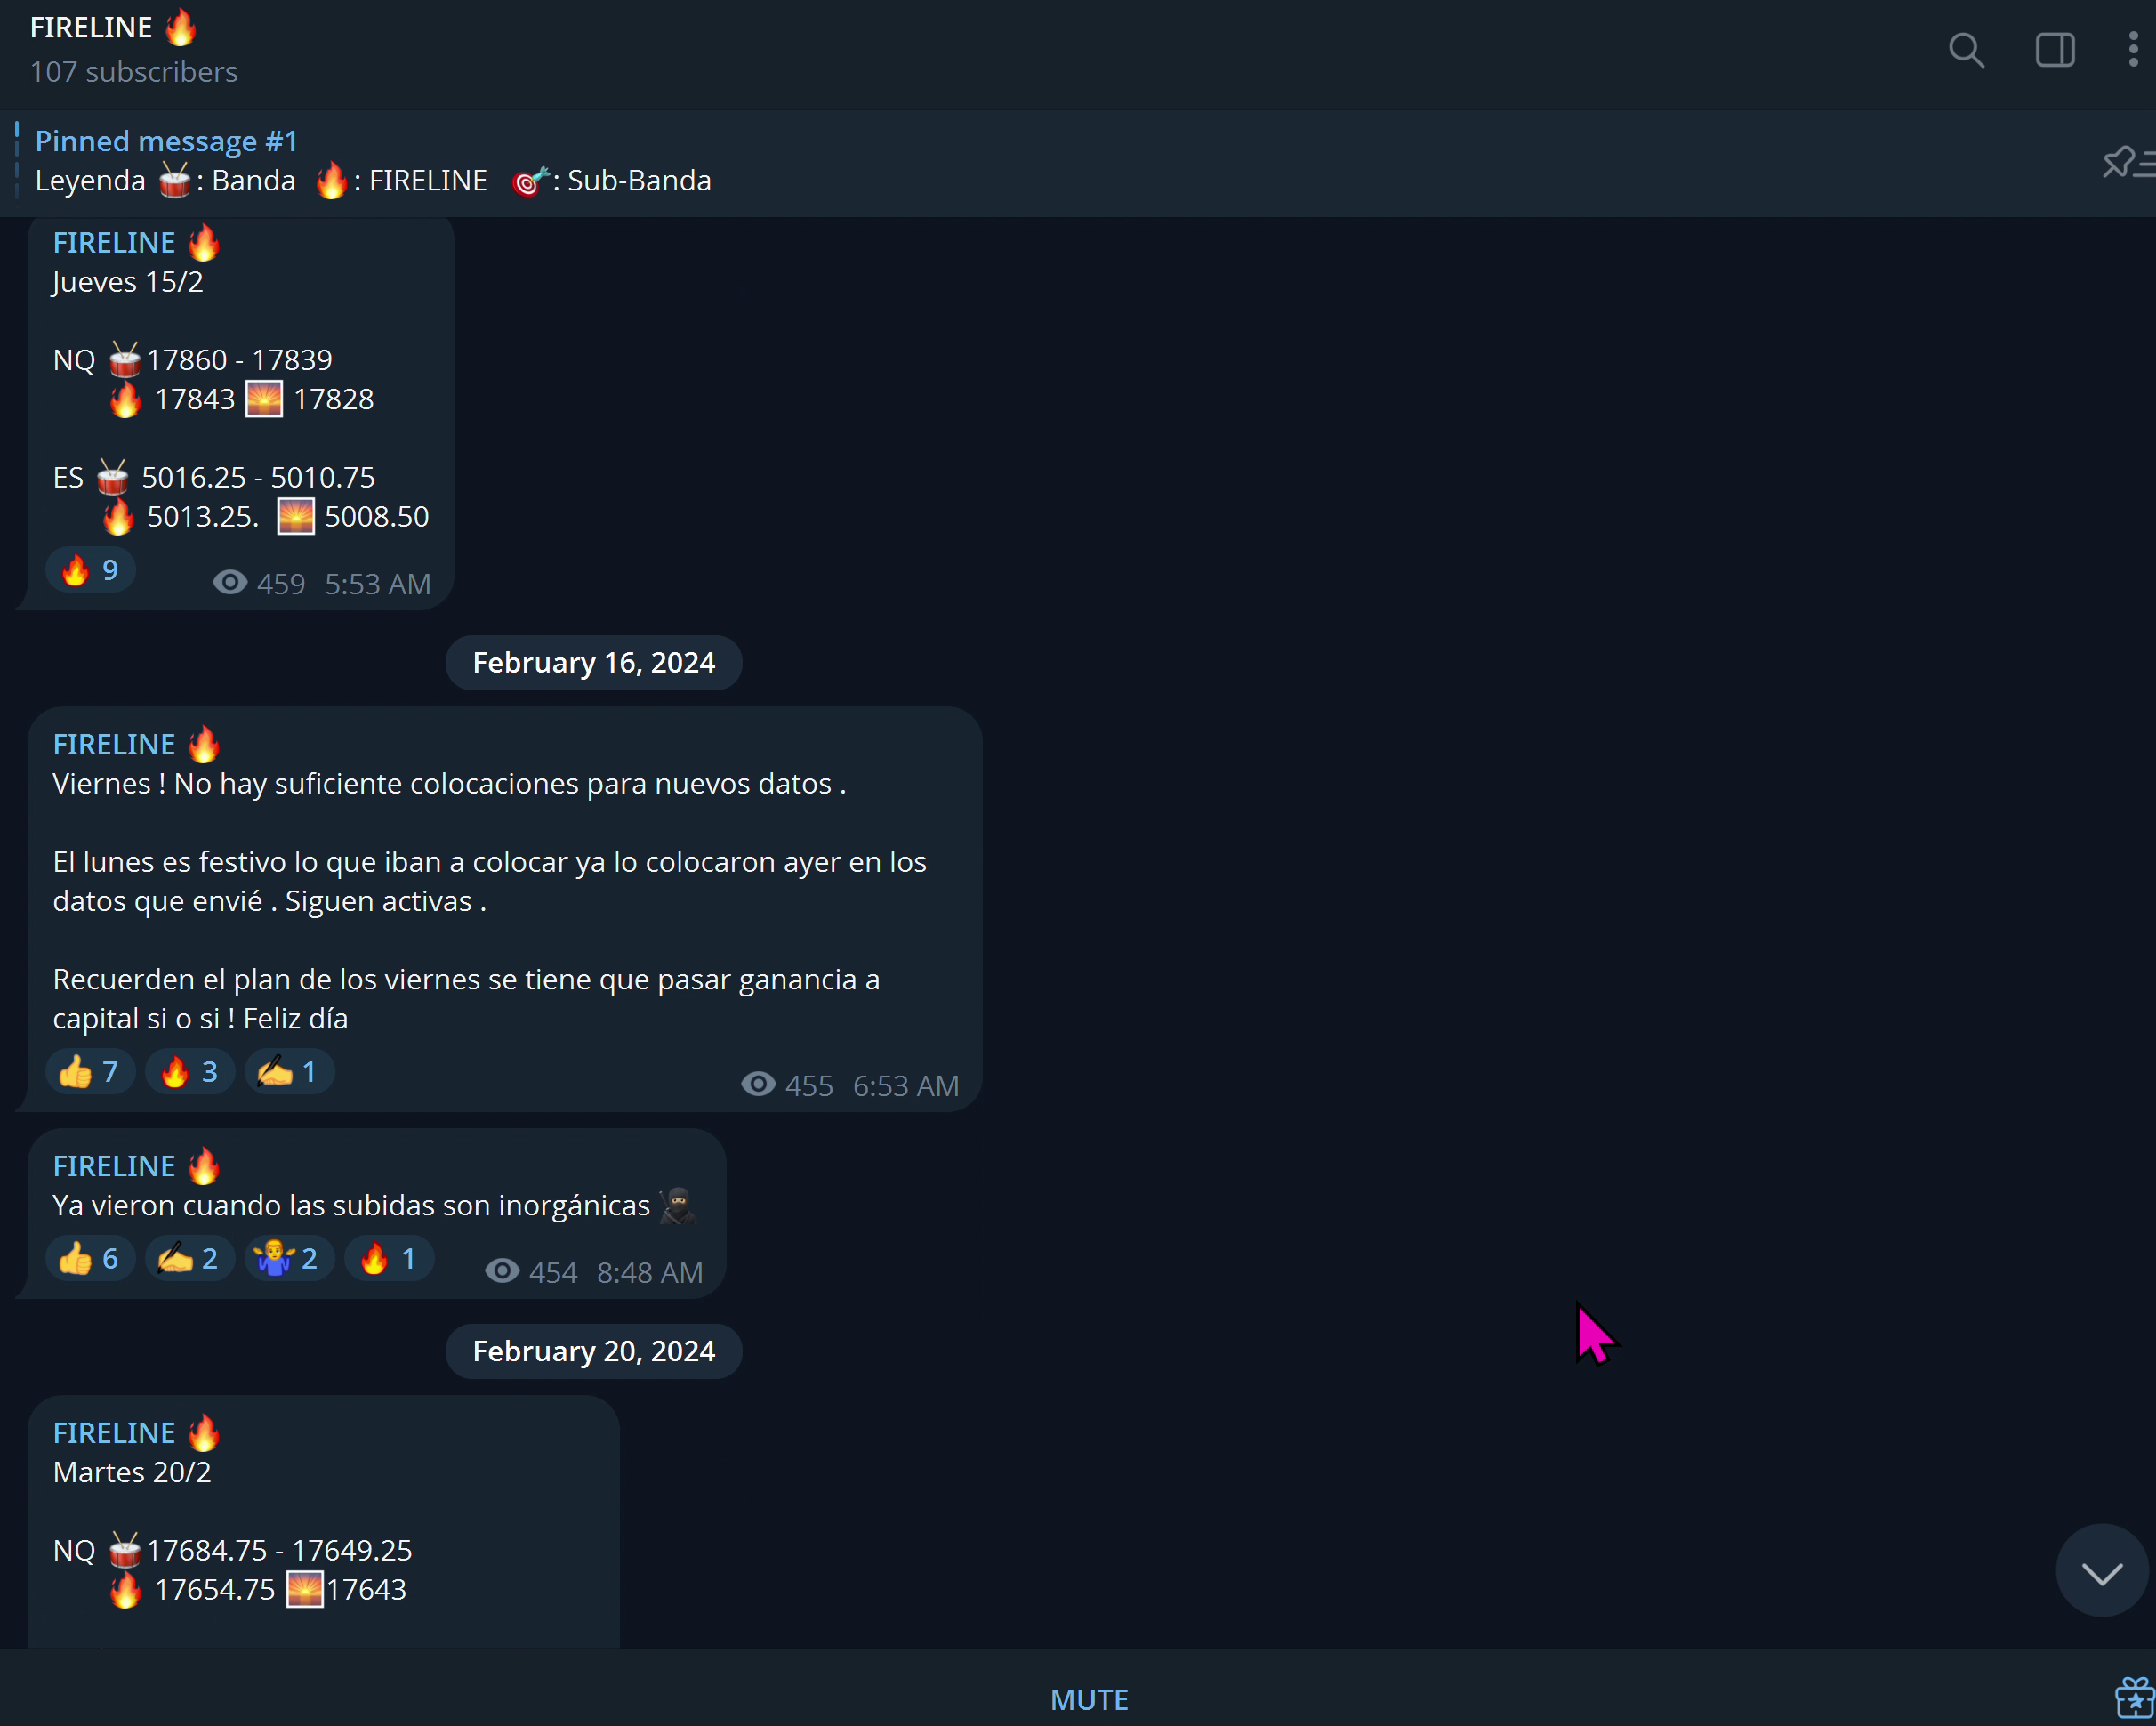 FIRELINE 🔥
107 subscribers
Pinned message #1
Leyenda 🥁: Banda 🔥: FIRELINE 🎯: Sub-Banda
FIRELINE 🔥
Jueves 15/2
NQ 🥁17860 - 17839
🔥 17843 🌅 17828
ES 🥁 5016.25 - 5010.75
🔥 5013.25. 🌅 5008.50
🔥 9 459 5:53 AM
February 16, 2024
FIRELINE 🔥
Viernes ! No hay suficiente colocaciones para nuevos datos .
El lunes es festivo lo que iban a colocar ya lo colocaron ayer en los
datos que envié . Siguen activas .
Recuerden el plan de los viernes se tiene que pasar ganancia a
capital si o si ! Feliz día
👍 7 🔥 3 ✍ 1 455 6:53 AM
FIRELINE 🔥
Ya vieron cuando las subidas son inorgánicas 🥷
👍 6 ✍ 2 🤷‍♂ 2 🔥 1 454 8:48 AM
February 20, 2024
FIRELINE 🔥
Martes 20/2
NQ 🥁17684.75 - 17649.25
🔥 17654.75 🌅17643
MUTE